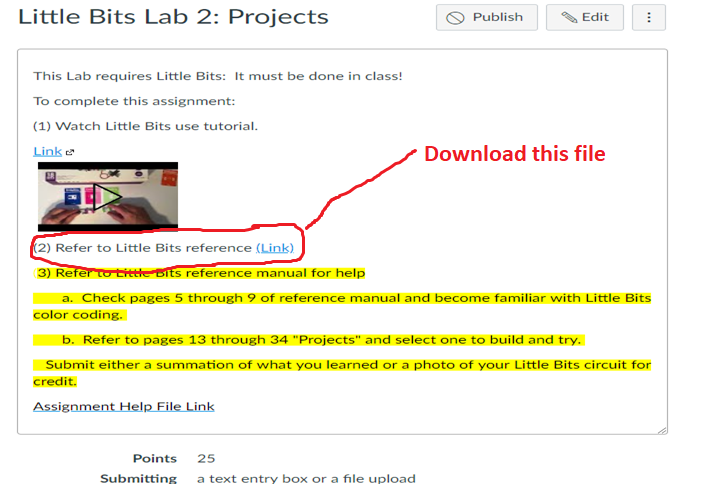 Little Bits Lab 2: Projects
Publish
Edit
This Lab requires Little Bits: It must be done in class!
To complete this assignment:
(1) Watch Little Bits use tutorial.
Link
Download this file
(2) Refer to Little Bits reference (Link)
3) Refer to Little Bits reference manual for help
a. Check pages 5 through 9 of reference manual and become familiar with Little Bits
color coding.
b. Refer to pages 13 through 34 "Projects" and select one to build and try.
Submit either a summation of what you learned or a photo of your Little Bits circuit for
credit.
Assignment Help File Link
Points 25
Submitting a text entry box or a file upload